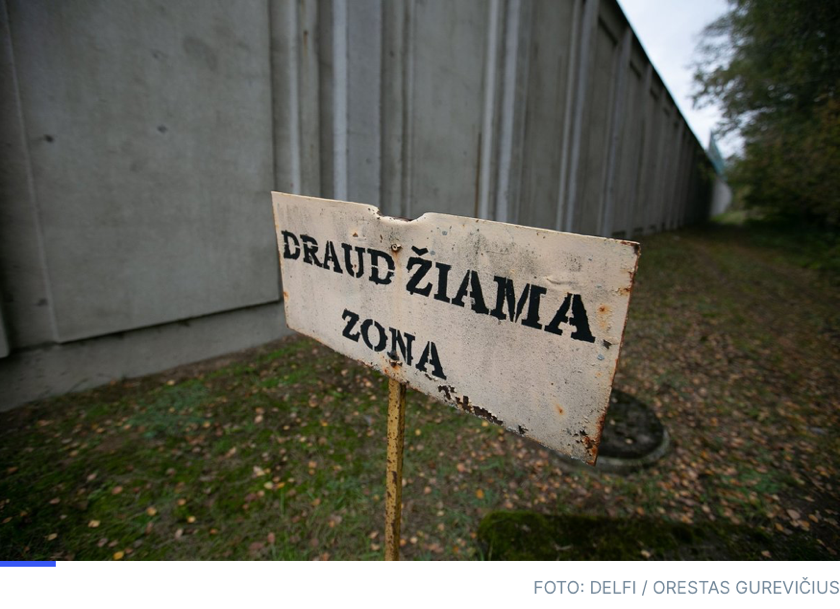 DRAUDŽIAMA
ZONA
FOTO: DELFI / ORESTAS GUREVIČIUS